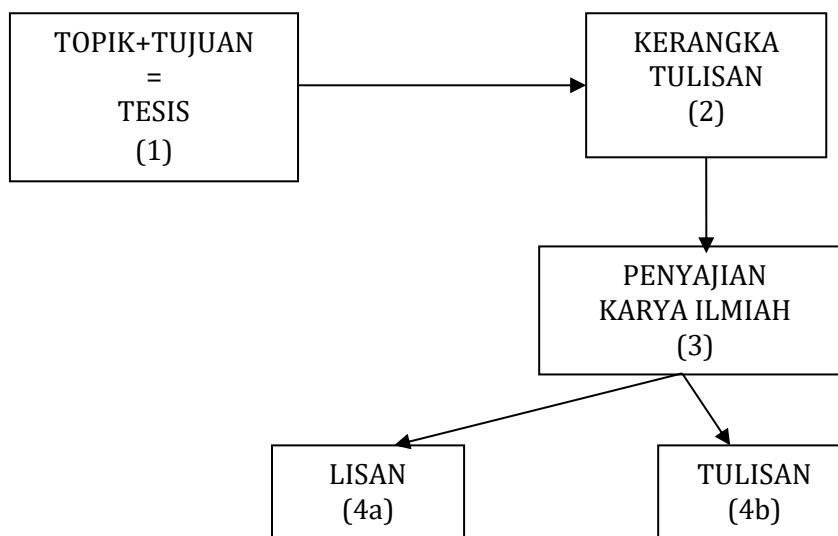 TOPIK+TUJUAN
=
TESIS
(1)
KERANGKA
TULISAN
(2)
PENYAJIAN
KARYA ILMIAH
(3)
LISAN
(4a)
TULISAN
(4b)